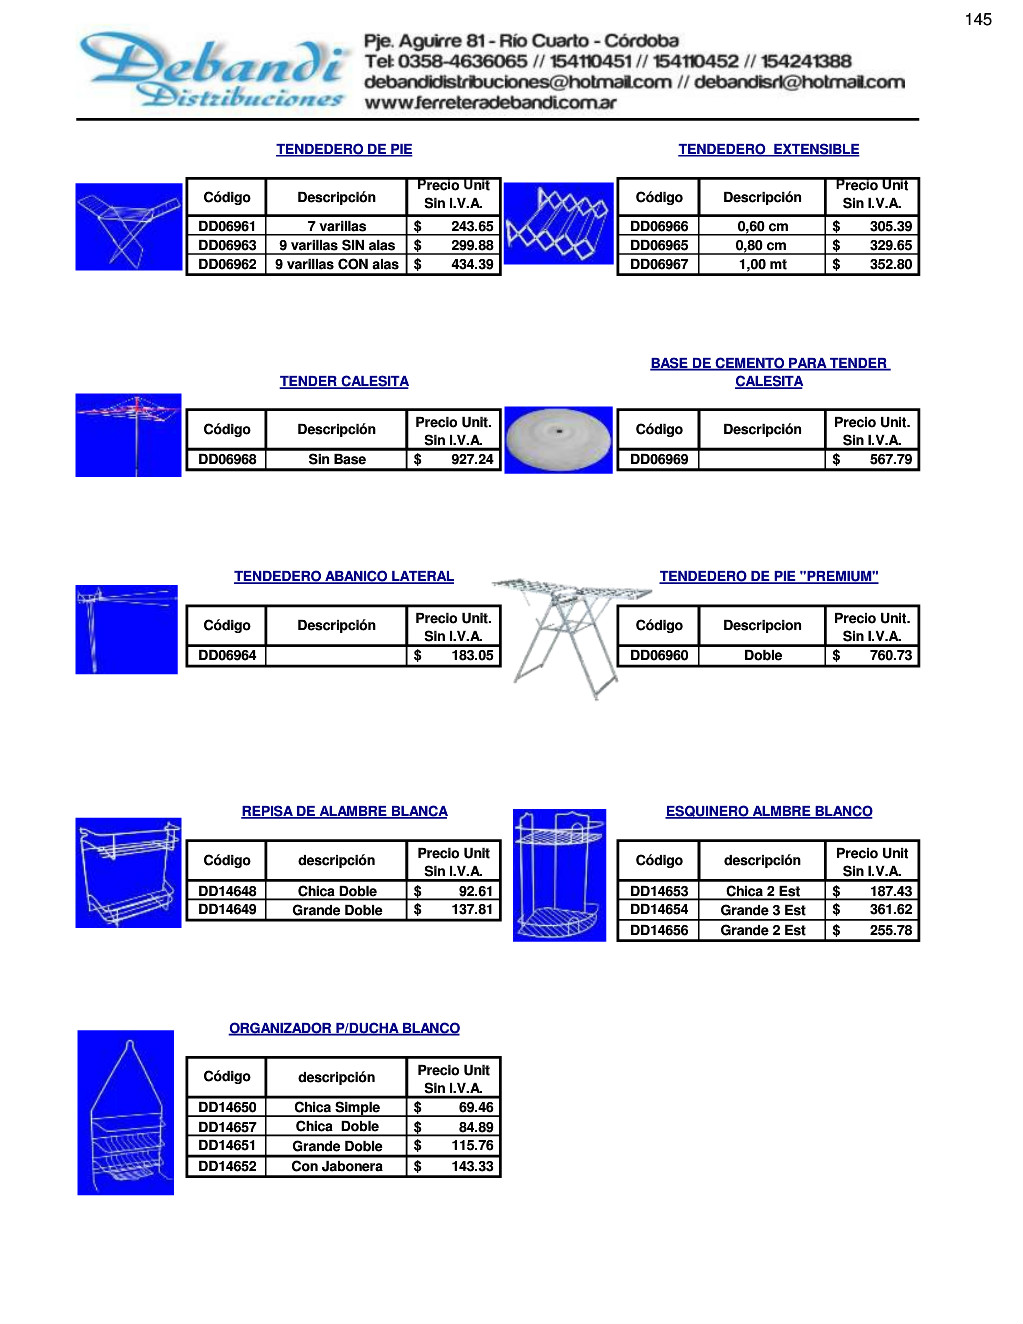 145
Debandi
Distribuciones
Pje. Aguirre 81 - Río Cuarto - Córdoba
Tel: 0358-4636065 // 154110451 // 154110452 // 154241388
debandidistribuciones@hotmail.com // debandisrl@hotmail.com
www.ferreteradebandi.com.ar
TENDEDERO DE PIE
Código Descripción Precio Unit Sin I.V.A.
DD06961 7 varillas $ 243.65
DD06963 9 varillas SIN alas $ 299.88
DD06962 9 varillas CON alas $ 434.39
TENDEDERO EXTENSIBLE
Código Descripción Precio Unit Sin I.V.A.
DD06966 0,60 cm $ 305.39
DD06965 0,80 cm $ 329.65
DD06967 1,00 mt $ 352.80
TENDER CALESITA
Código Descripción Precio Unit. Sin I.V.A.
DD06968 Sin Base $ 927.24
BASE DE CEMENTO PARA TENDER
CALESITA
Código Descripción Precio Unit. Sin I.V.A.
DD06969 $ 567.79
TENDEDERO ABANICO LATERAL
Código Descripción Precio Unit. Sin I.V.A.
DD06964 $ 183.05
TENDEDERO DE PIE "PREMIUM"
Código Descripcion Precio Unit. Sin I.V.A.
DD06960 Doble $ 760.73
REPISA DE ALAMBRE BLANCA
Código descripción Precio Unit Sin I.V.A.
DD14648 Chica Doble $ 92.61
DD14649 Grande Doble $ 137.81
ESQUINERO ALMBRE BLANCO
Código descripción Precio Unit Sin I.V.A.
DD14653 Chica 2 Est $ 187.43
DD14654 Grande 3 Est $ 361.62
DD14656 Grande 2 Est $ 255.78
ORGANIZADOR P/DUCHA BLANCO
Código descripción Precio Unit Sin I.V.A.
DD14650 Chica Simple $ 69.46
DD14657 Chica Doble $ 84.89
DD14651 Grande Doble $ 115.76
DD14652 Con Jabonera $ 143.33